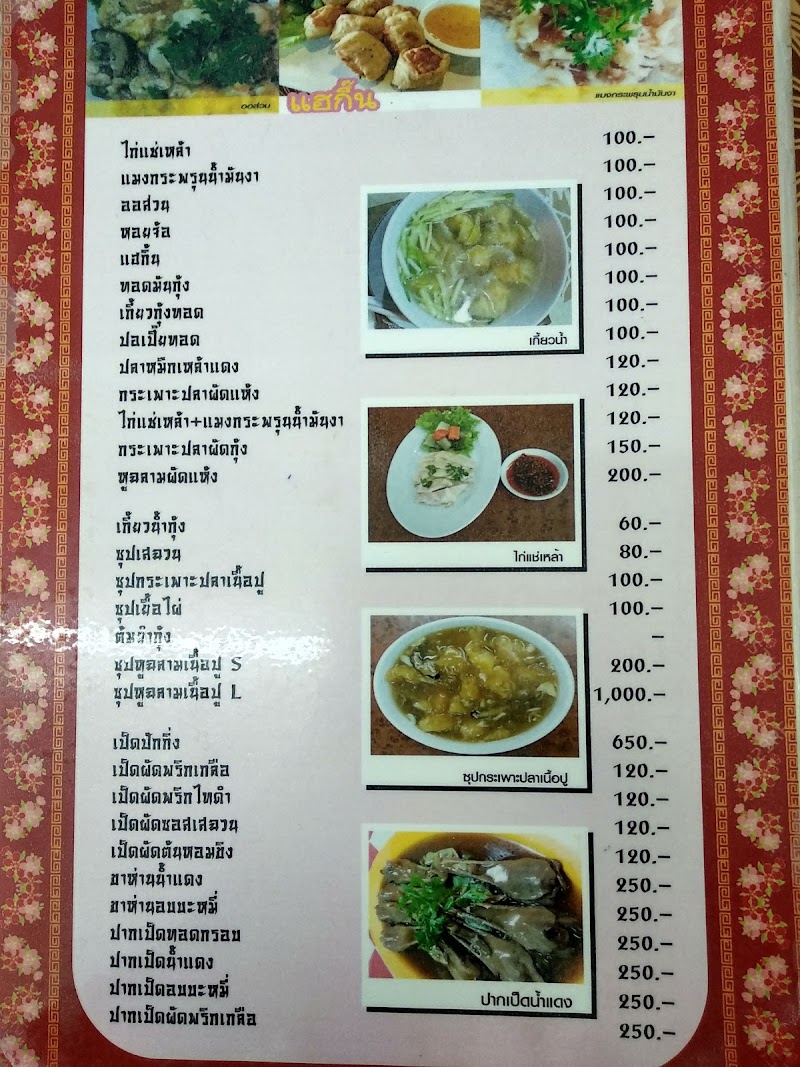 ออส่วน
แฮกึ๊น
แมงกระพรุนน้ำมันงา
ไก่แช่เหล้า 100.–
แมงกระพรุนน้ำมันงา 100.–
ออส่วน 100.–
หอยจ้อ 100.–
แฮกึ้น 100.–
ทอดมันกุ้ง 100.–
เกี๊ยวกุ้งทอด 100.–
ปอเปี๊ยทอด 100.–
ปลาหมึกเหล้าแดง 120.–
กระเพาะปลาผัดแห้ง 120.–
ไก่แช่เหล้า+แมงกระพรุนน้ำมันงา 120.–
กระเพาะปลาผัดกุ้ง 150.–
หูฉลามผัดแห้ง 200.–
เกี๊ยวน้ำกุ้ง 60.–
ซุปเสฉวน 80.–
ซุปกระเพาะปลาเนื้อปู 100.–
ซุปเยื่อไผ่ 100.–
ต้มยำกุ้ง –
ซุปหูฉลามเนื้อปู S 200.–
ซุปหูฉลามเนื้อปู L 1,000.–
เป็ดปักกิ่ง 650.–
เป็ดผัดพริกเกลือ 120.–
เป็ดผัดพริกไทดำ 120.–
เป็ดผัดซอสเสฉวน 120.–
เป็ดผัดต้นหอมขิง 120.–
ขาห่านน้ำแดง 250.–
ขาห่านอบบะหมี่ 250.–
ปากเป็ดทอดกรอบ 250.–
ปากเป็ดน้ำแดง 250.–
ปากเป็ดอบบะหมี่ 250.–
ปากเป็ดผัดพริกเกลือ 250.–
เกี๊ยวน้ำ
ไก่แช่เหล้า
ซุปกระเพาะปลาเนื้อปู
ปากเป็ดน้ำแดง